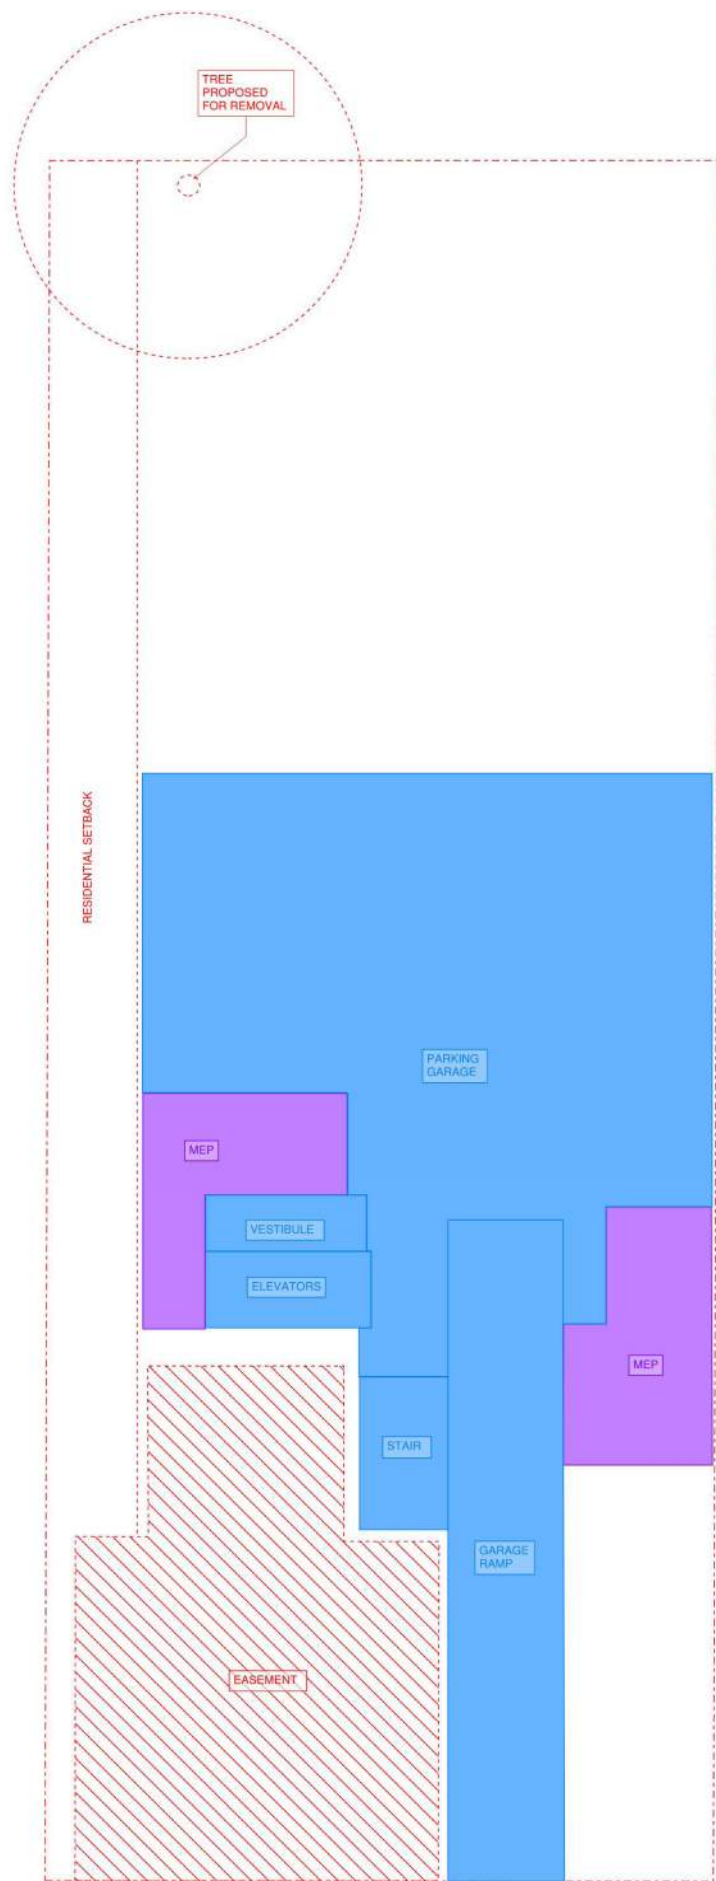 TREE
PROPOSED
FOR REMOVAL
RESIDENTIAL SETBACK
PARKING
GARAGE
MEP
VESTIBULE
ELEVATORS
MEP
STAIR
GARAGE
RAMP
EASEMENT